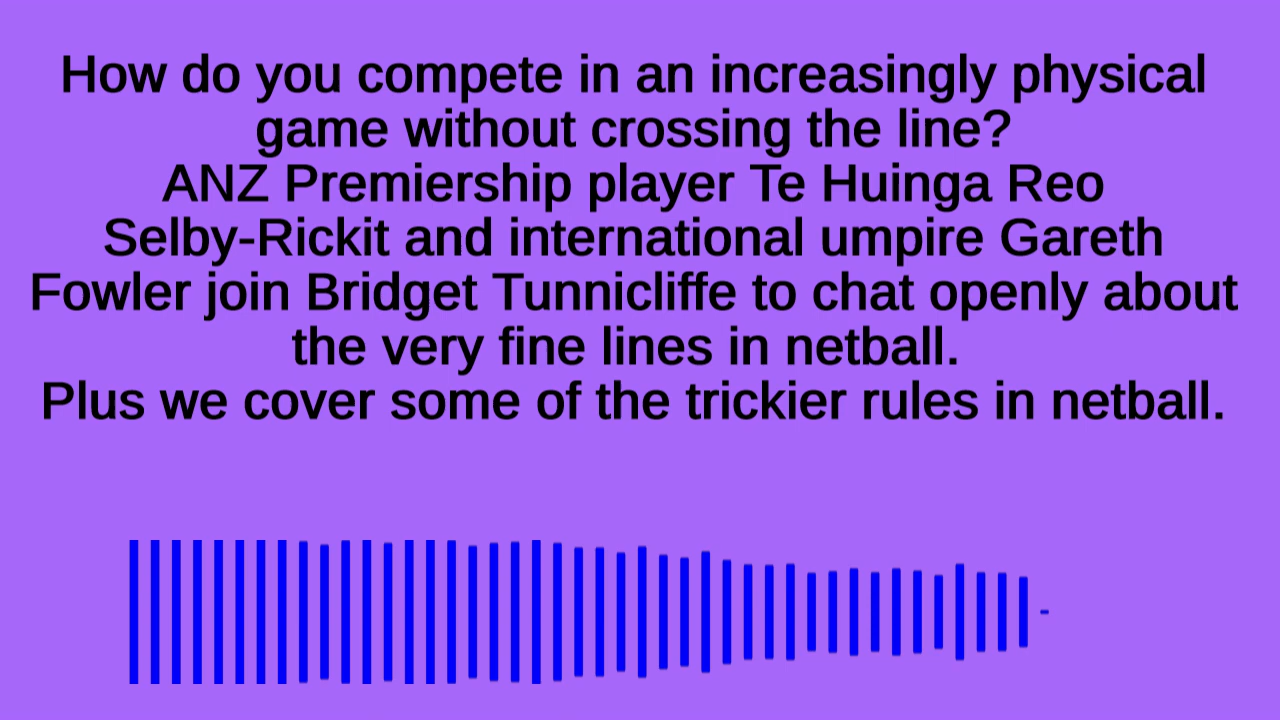 How do you compete in an increasingly physical
game without crossing the line?
ANZ Premiership player Te Huinga Reo
Selby-Rickit and international umpire Gareth
Fowler join Bridget Tunnicliffe to chat openly about
the very fine lines in netball.
Plus we cover some of the trickier rules in netball.